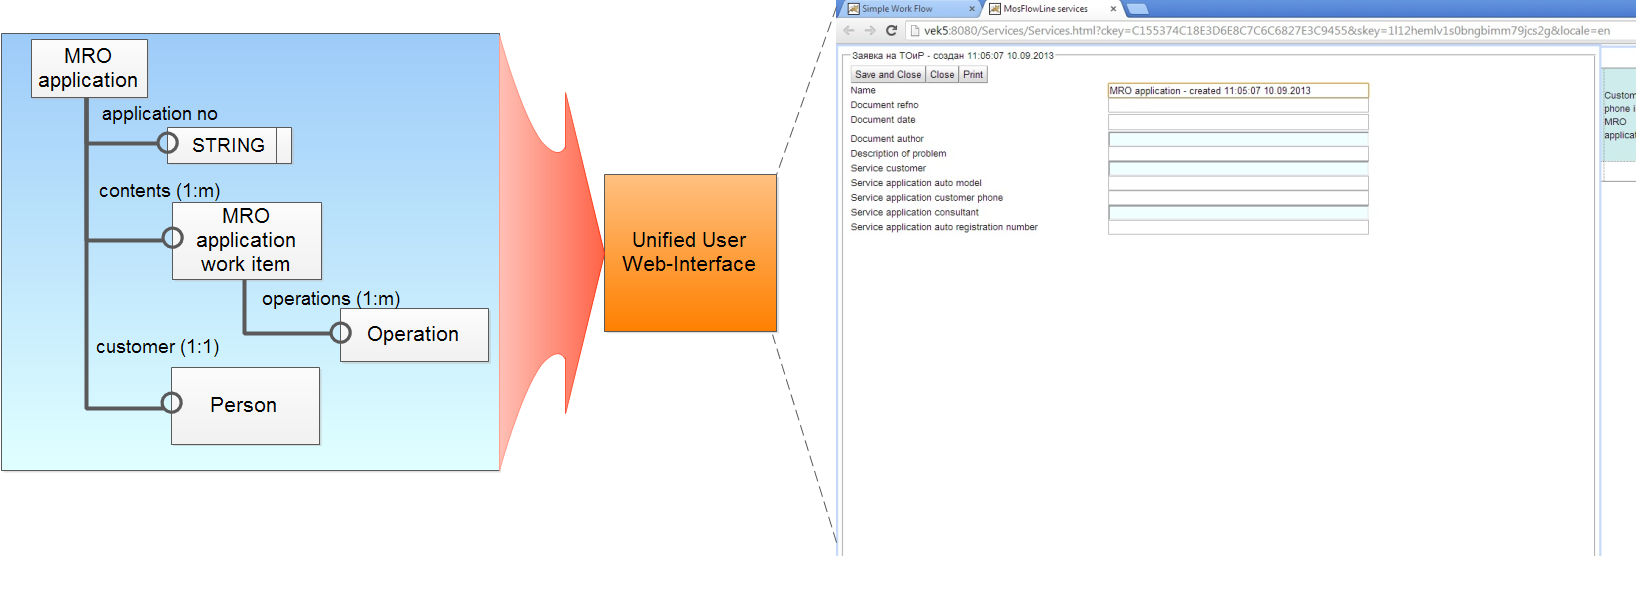 MRO
application
application no
STRING
contents (1:m)
MRO
application
work item
operations (1:m)
Operation
customer (1:1)
Person
Unified User
Web-Interface
Simple Work Flow
MosFlowLine services
vek5:8080/Services/Services.html?ckey=C155374C18E3D6E8C7C6C6827E3C9455&skey=1l12hemlv1s0bngbimm79jcs2g&locale=en
Заявка на ТОиР - создан 11:05:07 10.09.2013
Save and Close Close Print
Name MRO application - created 11:05:07 10.09.2013
Document refno
Document date
Document author
Description of problem
Service customer
Service application auto model
Service application customer phone
Service application consultant
Service application auto registration number
Custom
phone i
MRO
applicat